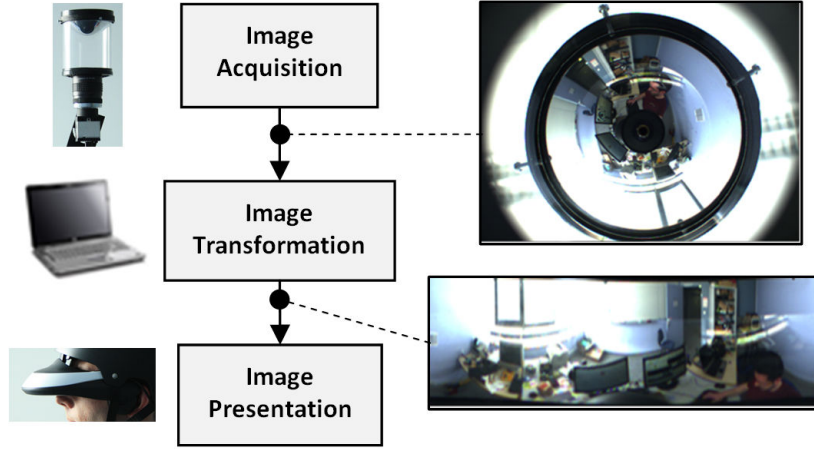 Image
Acquisition
Image
Transformation
Image
Presentation